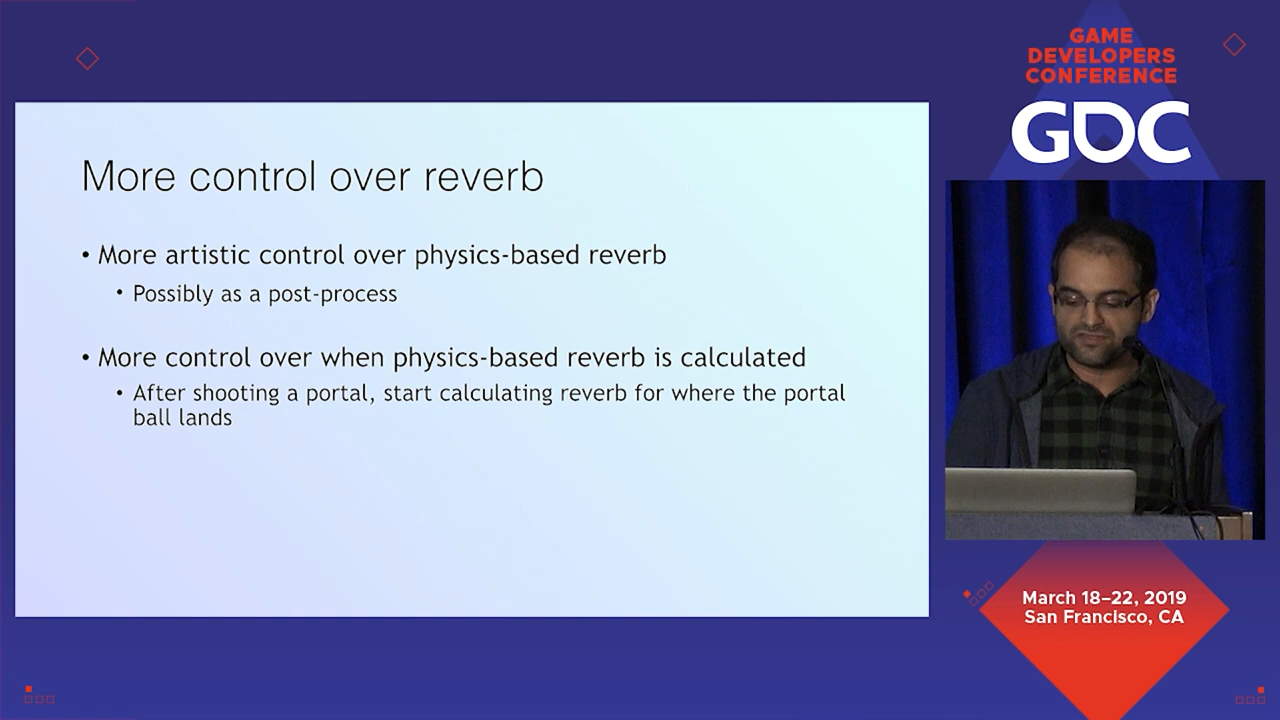 More control over reverb
• More artistic control over physics-based reverb
• Possibly as a post-process
• More control over when physics-based reverb is calculated
• After shooting a portal, start calculating reverb for where the portal
ball lands
GAME
DEVELOPERS
CONFERENCE
GDC
March 18–22, 2019
San Francisco, CA